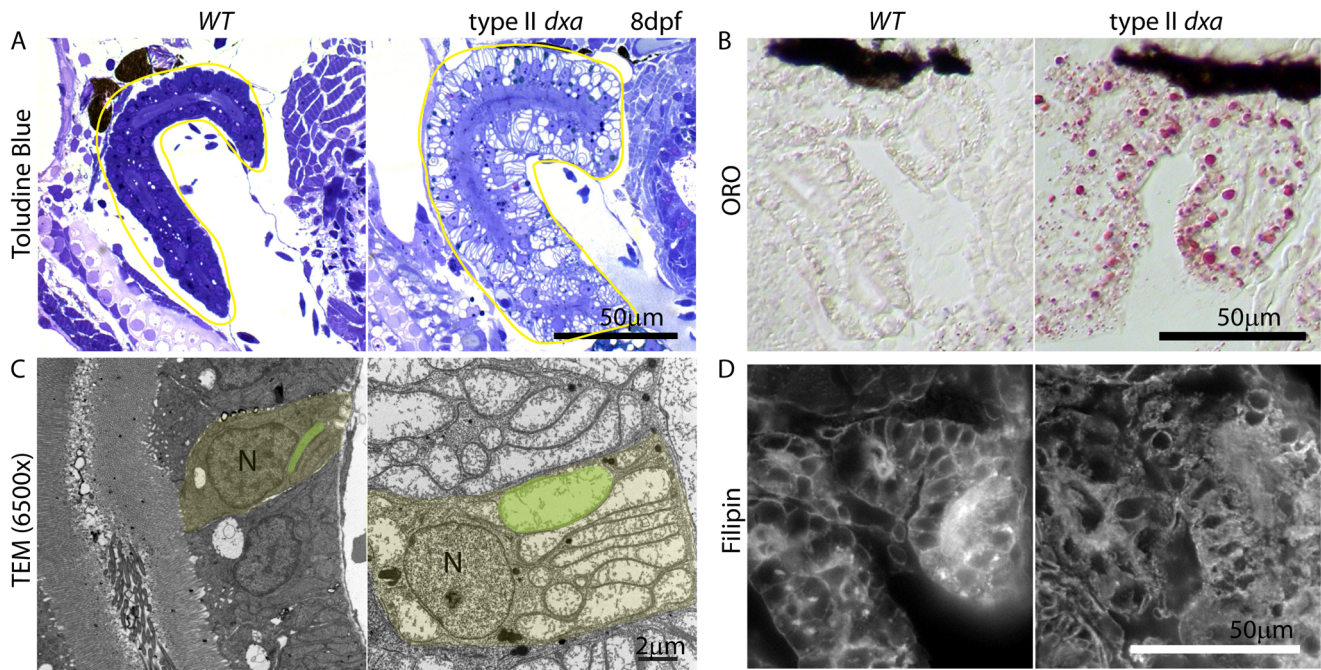 WT type II dxa 8dpf
A
Toludine Blue
50μm
WT type II dxa
B
ORO
50μm
C
TEM (6500x)
N
N
2μm
D
Filipin
50μm